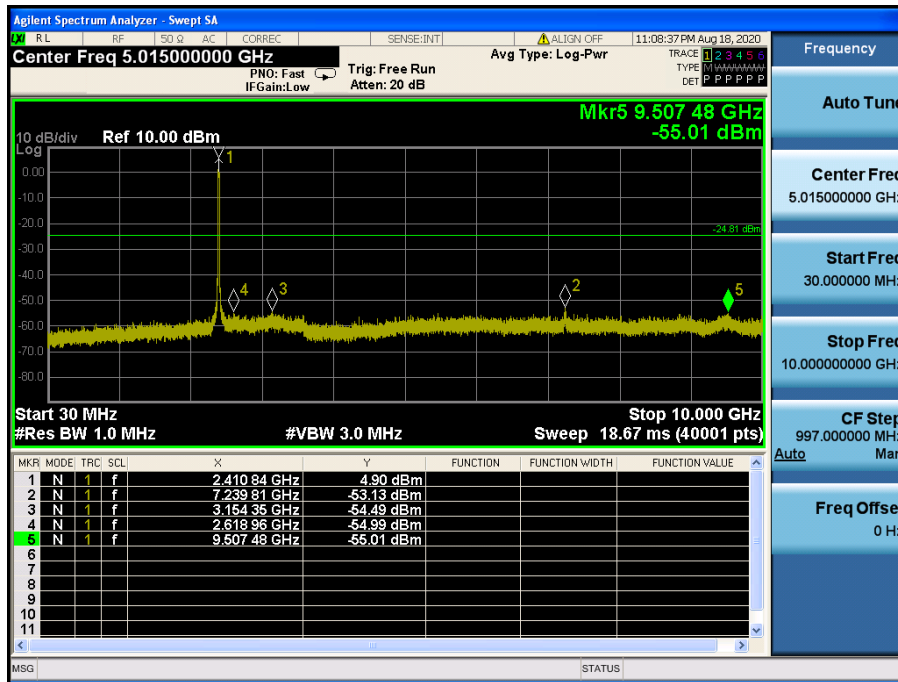 Agilent Spectrum Analyzer - Swept SA
LXI RL RF 50 Ω AC CORREC SENSE:INT ALIGN OFF 11:08:37 PM Aug 18, 2020
Center Freq 5.015000000 GHz
PNO: Fast
IFGain:Low
Trig: Free Run
Atten: 20 dB
Avg Type: Log-Pwr
TRACE 1 2 3 4 5 6
TYPE M W W W W W
DET P P P P P P
Mkr5 9.507 48 GHz
-55.01 dBm
10 dB/div Ref 10.00 dBm
Log
1
0.00
-10.0
-20.0
-24.81 dBm
-30.0
-40.0
4 3 2 5
-50.0
-60.0
-70.0
-80.0
Start 30 MHz Stop 10.000 GHz
#Res BW 1.0 MHz #VBW 3.0 MHz Sweep 18.67 ms (40001 pts)
MKR MODE TRC SCL X Y FUNCTION FUNCTION WIDTH FUNCTION VALUE
1 N 1 f 2.410 84 GHz 4.90 dBm
2 N 1 f 7.239 81 GHz -53.13 dBm
3 N 1 f 3.154 35 GHz -54.49 dBm
4 N 1 f 2.618 96 GHz -54.99 dBm
5 N 1 f 9.507 48 GHz -55.01 dBm
6
7
8
9
10
11
MSG STATUS
Frequency
Auto Tune
Center Freq
5.015000000 GH
Start Freq
30.000000 MH
Stop Freq
10.000000000 GH
CF Step
997.000000 MH
Auto Man
Freq Offse
0 H